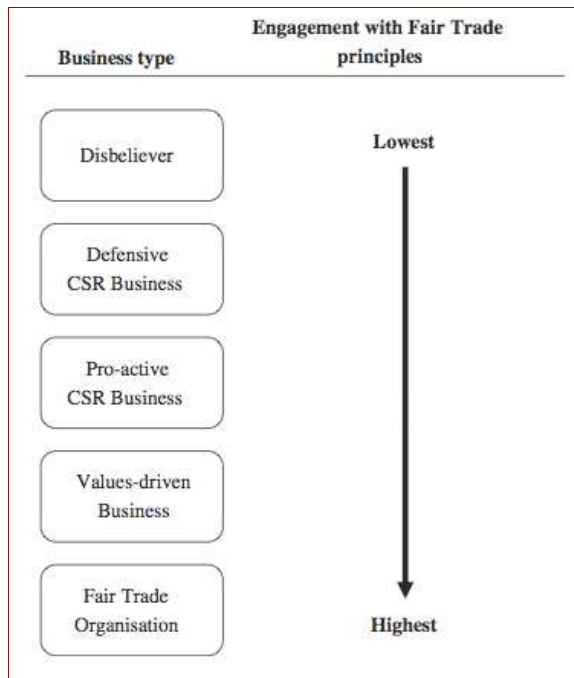 Business type
Engagement with Fair Trade
principles
Disbeliever
Lowest
Defensive
CSR Business
Pro-active
CSR Business
Values-driven
Business
Fair Trade
Organisation
Highest